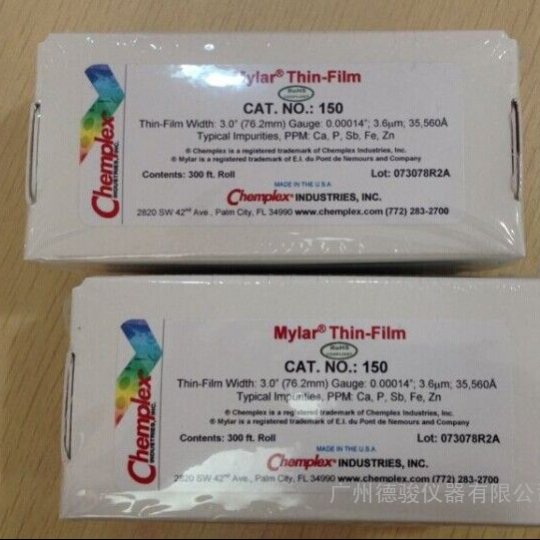 Mylar® Thin-Film
RoHS
CAT. NO.: 150
Thin-Film Width: 3.0" (76.2mm) Gauge: 0.00014"; 3.6µm; 35,560Å
Typical Impurities, PPM: Ca, P, Sb, Fe, Zn
® Chemplex is a registered trademark of Chemplex Industries, Inc.
® Mylar is a registered trademark of E.I. du Pont de Nemours and Company
Contents: 300 ft. Roll Lot: 073078R2A
MADE IN THE U.S.A.
Chemplex® INDUSTRIES, INC.
2820 SW 42nd Ave., Palm City, FL 34990 www.chemplex.com (772) 283-2700
Chemplex
INDUSTRIES, INC.
Mylar® Thin-Film
RoHS
CAT. NO.: 150
Thin-Film Width: 3.0" (76.2mm) Gauge: 0.00014"; 3.6µm; 35,560Å
Typical Impurities, PPM: Ca, P, Sb, Fe, Zn
® Chemplex is a registered trademark of Chemplex Industries, Inc.
® Mylar is a registered trademark of E.I. du Pont de Nemours and Company
Contents: 300 ft. Roll Lot: 073078R2A
MADE IN THE U.S.A.
Chemplex® INDUSTRIES, INC.
2820 SW 42nd Ave., Palm City, FL 34990 www.chemplex.com (772) 283-2700
Chemplex
INDUSTRIES, INC.
广州德骏仪器有限公